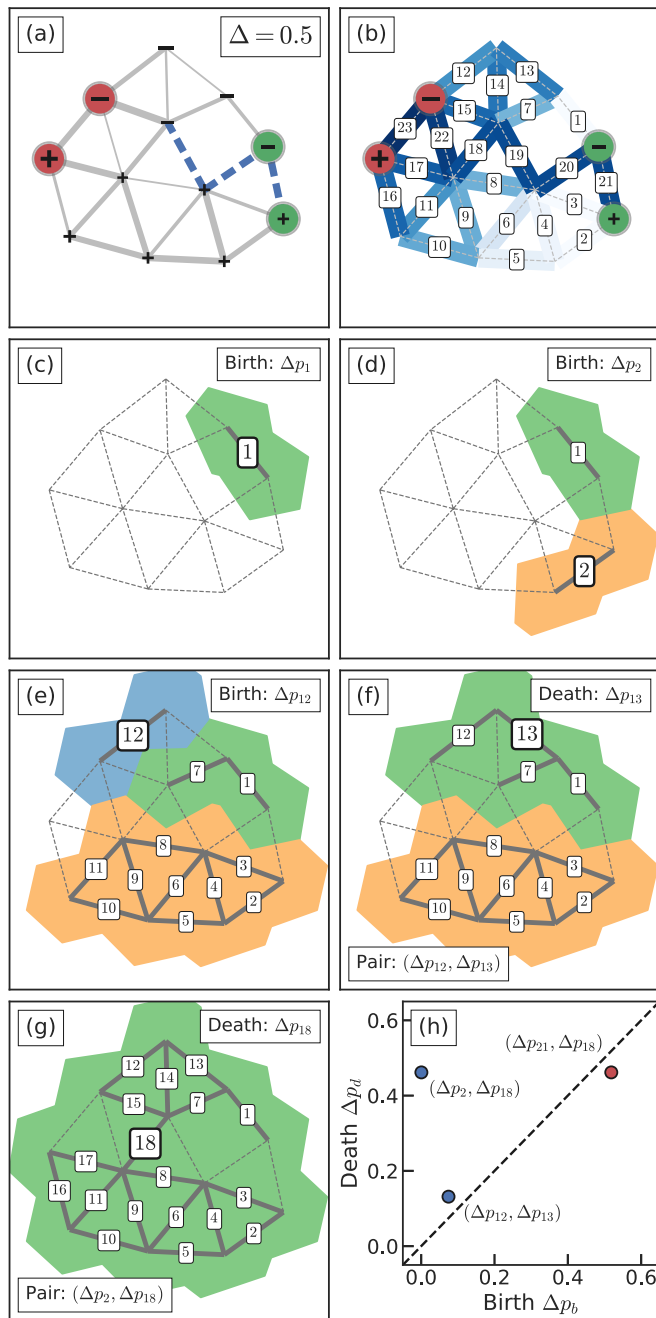 (a) Δ = 0.5
− − − − − + + + + + + +
(b)
12 13 14 15 7 1 23 22 18 19 20 17 8 21 16 11 9 6 4 3 10 5 2
− − + +
(c) Birth: Δp₁
1
(d) Birth: Δp₂
1
2
(e) Birth: Δp₁₂
12
7 1
8
11 9 6 4 3
10 5 2
(f) Death: Δp₁₃
12 13
7 1
8
11 9 6 4 3
10 5 2
Pair: (Δp₁₂, Δp₁₃)
(g) Death: Δp₁₈
12 13
14
15 7 1
18
17 8
16 11 9 6 4 3
10 5 2
Pair: (Δp₂, Δp₁₈)
(h)
0.6
0.4
0.2
0.0
Death Δp_d
(Δp₂₁, Δp₁₈)
(Δp₂, Δp₁₈)
(Δp₁₂, Δp₁₃)
0.0 0.2 0.4 0.6
Birth Δp_b